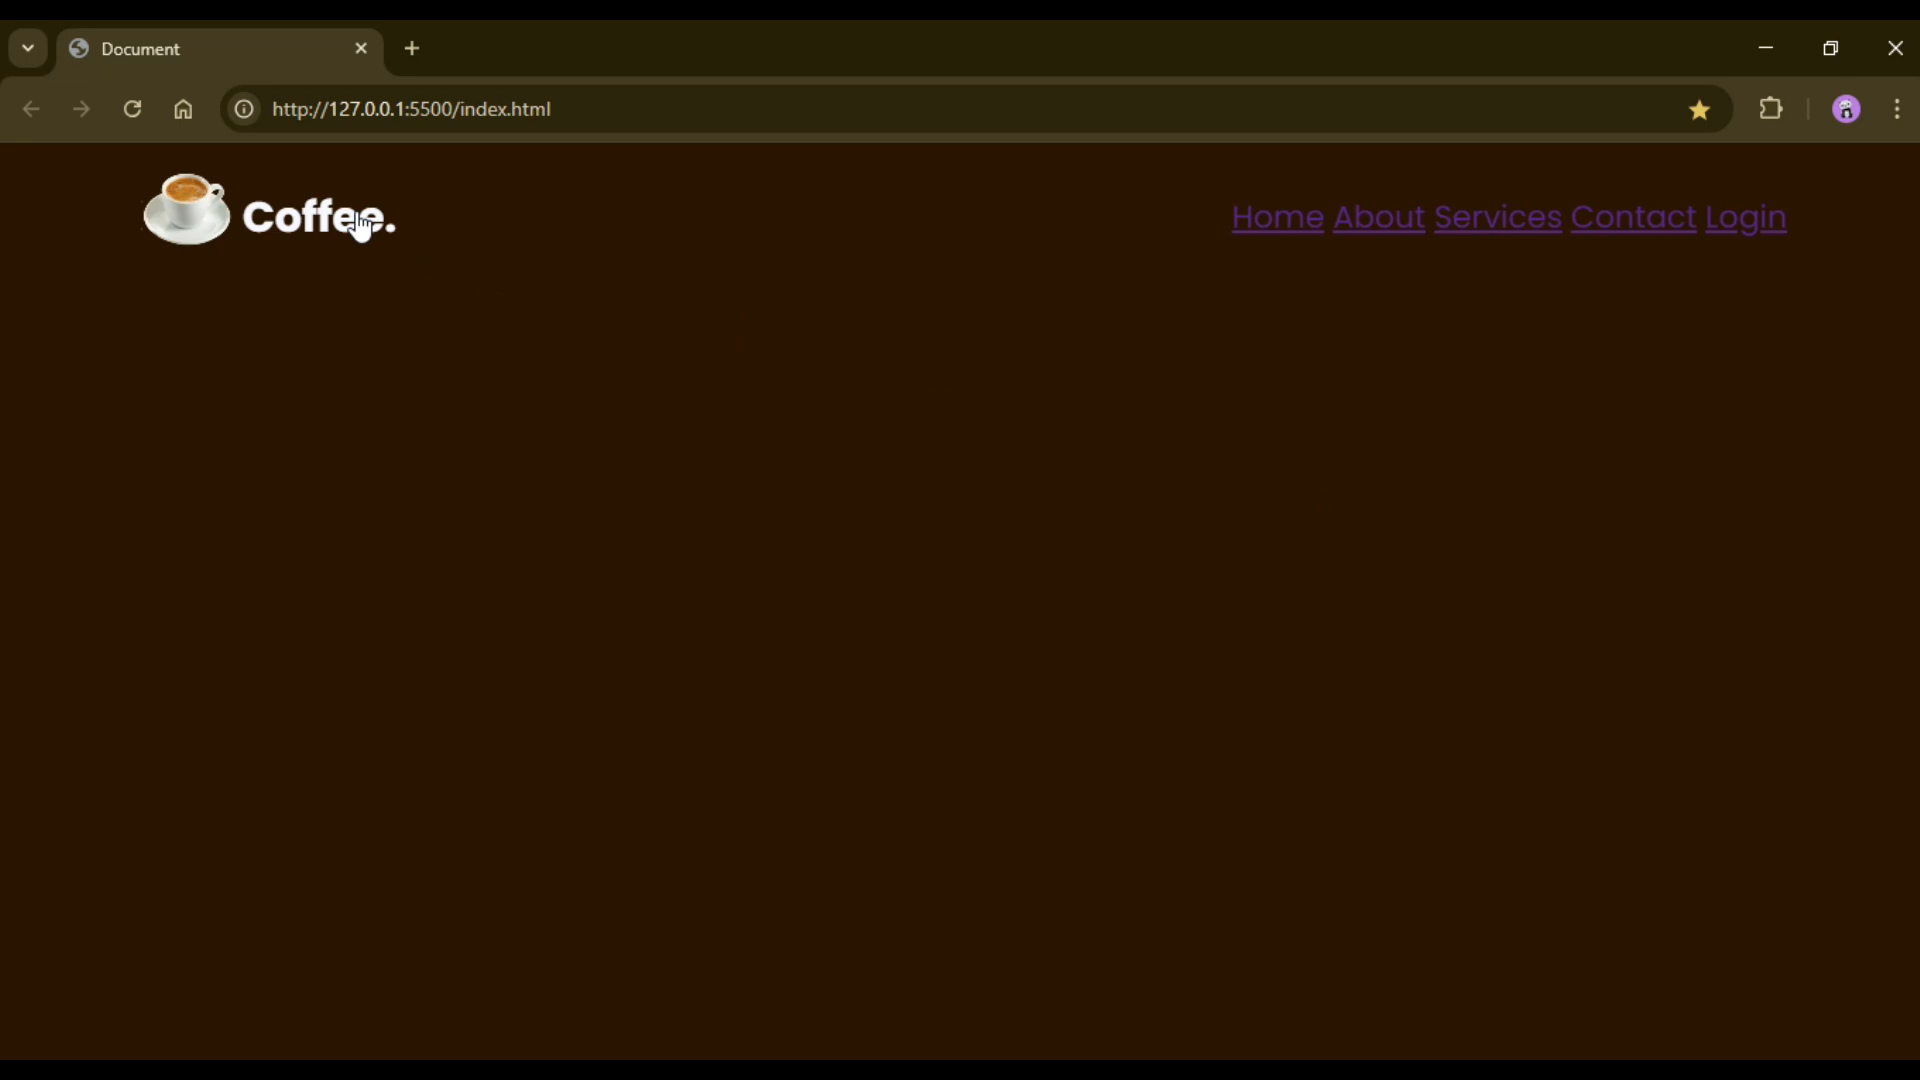 Document
http://127.0.0.1:5500/index.html
Coffee.
Home About Services Contact Login